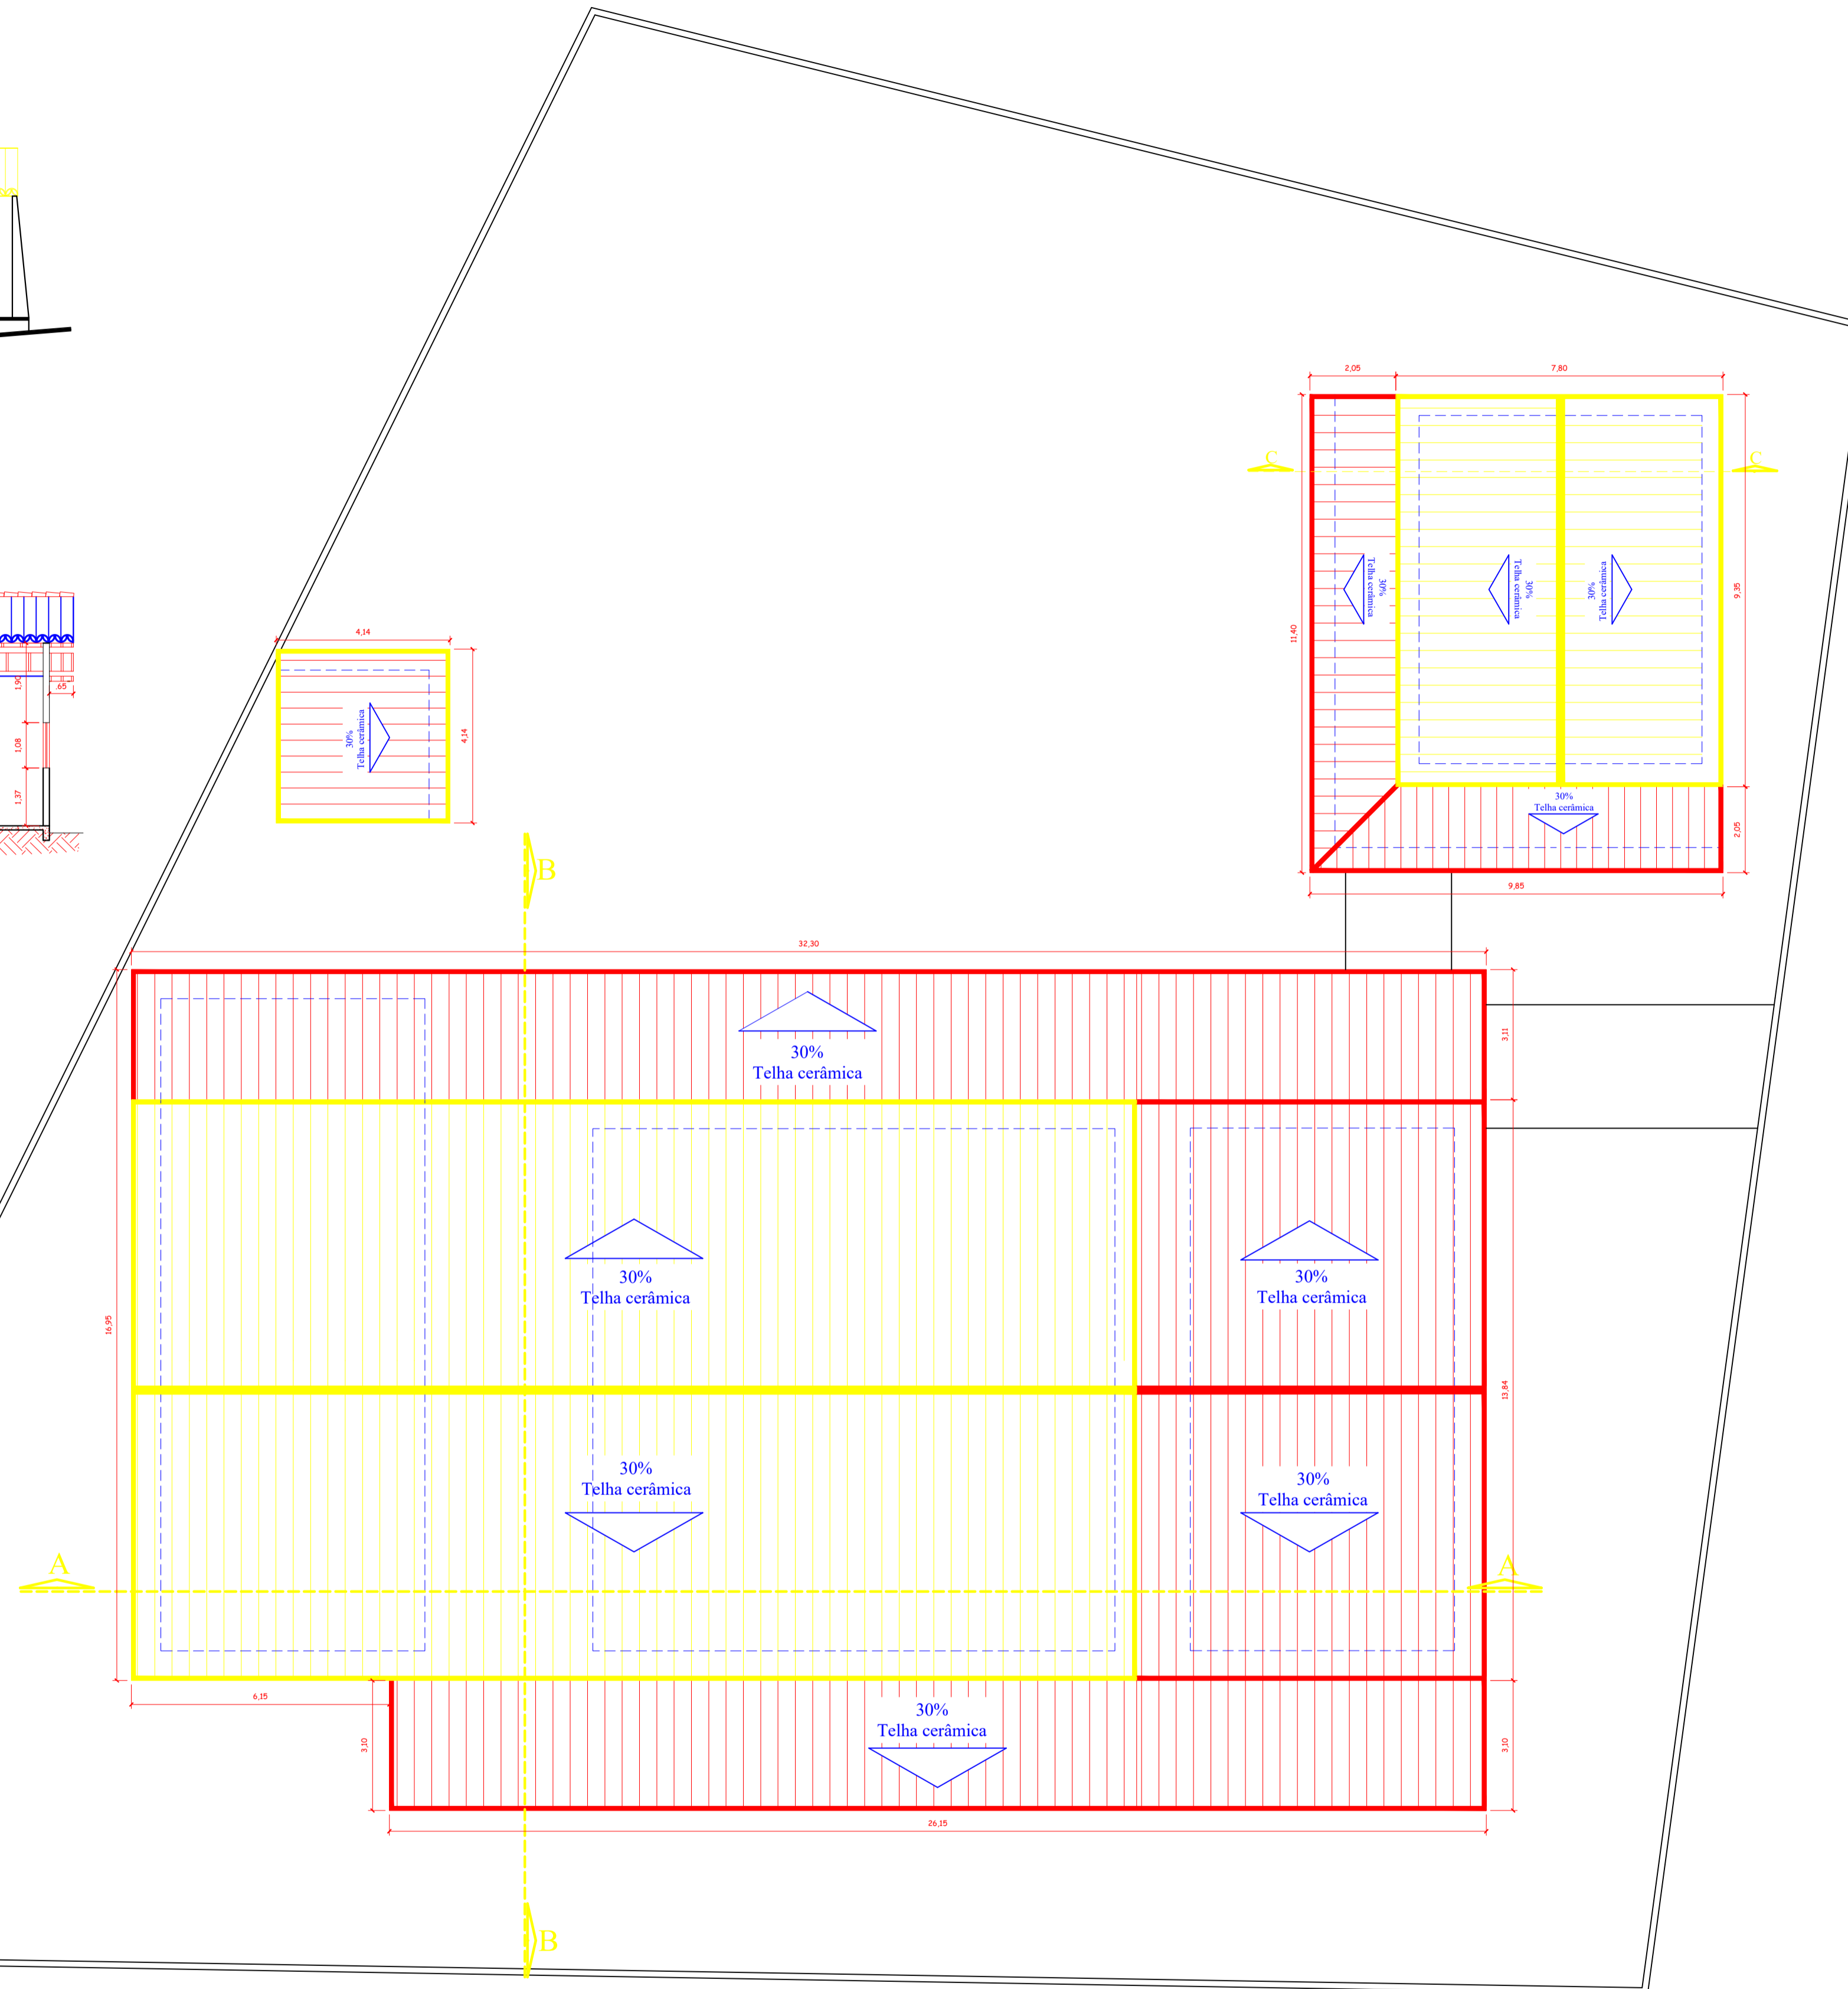 2,05
7,80
C
C
30%
Telha cerâmica
30%
Telha cerâmica
30%
Telha cerâmica
9,35
11,40
4,14
30%
Telha cerâmica
4,14
1,90
,65
1,08
1,37
30%
Telha cerâmica
2,05
9,85
B
32,30
30%
Telha cerâmica
3,11
30%
Telha cerâmica
30%
Telha cerâmica
16,95
13,84
30%
Telha cerâmica
30%
Telha cerâmica
A
A
6,15
30%
Telha cerâmica
3,10
3,10
26,15
B